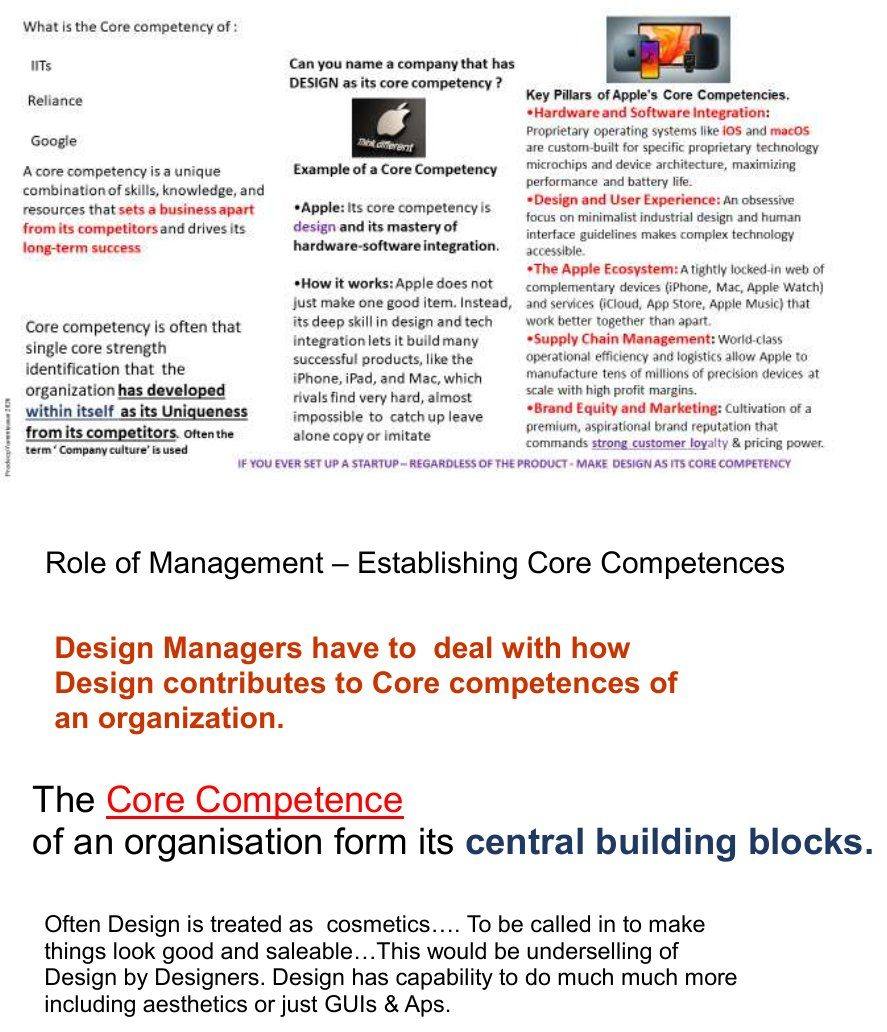 What is the Core competency of :
IITs
Reliance
Google
A core competency is a unique
combination of skills, knowledge, and
resources that sets a business apart
from its competitors and drives its
long-term success
Core competency is often that
single core strength
identification that the
organization has developed
within itself as its Uniqueness
from its competitors. Often the
term ‘ Company culture’ is used
Can you name a company that has
DESIGN as its core competency ?
Think different
Example of a Core Competency
•Apple: Its core competency is
design and its mastery of
hardware-software integration.
•How it works: Apple does not
just make one good item. Instead,
its deep skill in design and tech
integration lets it build many
successful products, like the
iPhone, iPad, and Mac, which
rivals find very hard, almost
impossible to catch up leave
alone copy or imitate
Key Pillars of Apple's Core Competencies.
•Hardware and Software Integration:
Proprietary operating systems like iOS and macOS
are custom-built for specific proprietary technology
microchips and device architecture, maximizing
performance and battery life.
•Design and User Experience: An obsessive
focus on minimalist industrial design and human
interface guidelines makes complex technology
accessible.
•The Apple Ecosystem: A tightly locked-in web of
complementary devices (iPhone, Mac, Apple Watch)
and services (iCloud, App Store, Apple Music) that
work better together than apart.
•Supply Chain Management: World-class
operational efficiency and logistics allow Apple to
manufacture tens of millions of precision devices at
scale with high profit margins.
•Brand Equity and Marketing: Cultivation of a
premium, aspirational brand reputation that
commands strong customer loyalty & pricing power.
IF YOU EVER SET UP A STARTUP – REGARDLESS OF THE PRODUCT - MAKE DESIGN AS ITS CORE COMPETENCY
Role of Management – Establishing Core Competences
Design Managers have to deal with how
Design contributes to Core competences of
an organization.
The Core Competence
of an organisation form its central building blocks.
Often Design is treated as cosmetics…. To be called in to make
things look good and saleable…This would be underselling of
Design by Designers. Design has capability to do much much more
including aesthetics or just GUIs & Aps.